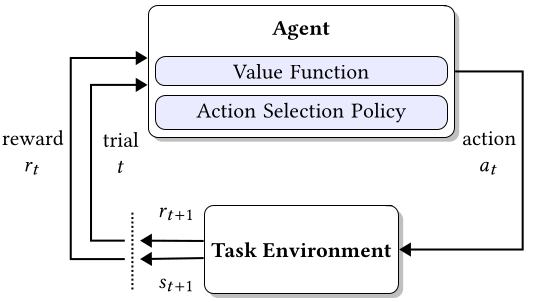 Agent
Value Function
Action Selection Policy
reward
r_t
trial
t
action
a_t
r_{t+1}
Task Environment
s_{t+1}